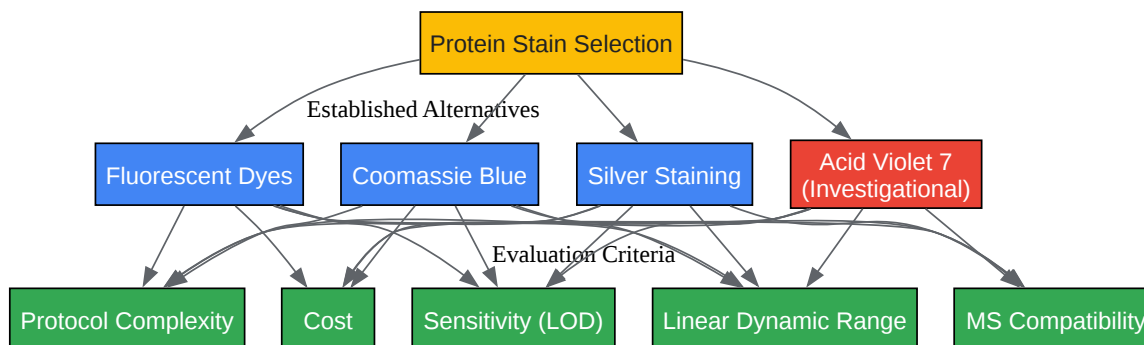 Protein Stain Selection
Established Alternatives
Fluorescent Dyes
Coomassie Blue
Silver Staining
Acid Violet 7
(Investigational)
Evaluation Criteria
Protocol Complexity
Cost
Sensitivity (LOD)
Linear Dynamic Range
MS Compatibility